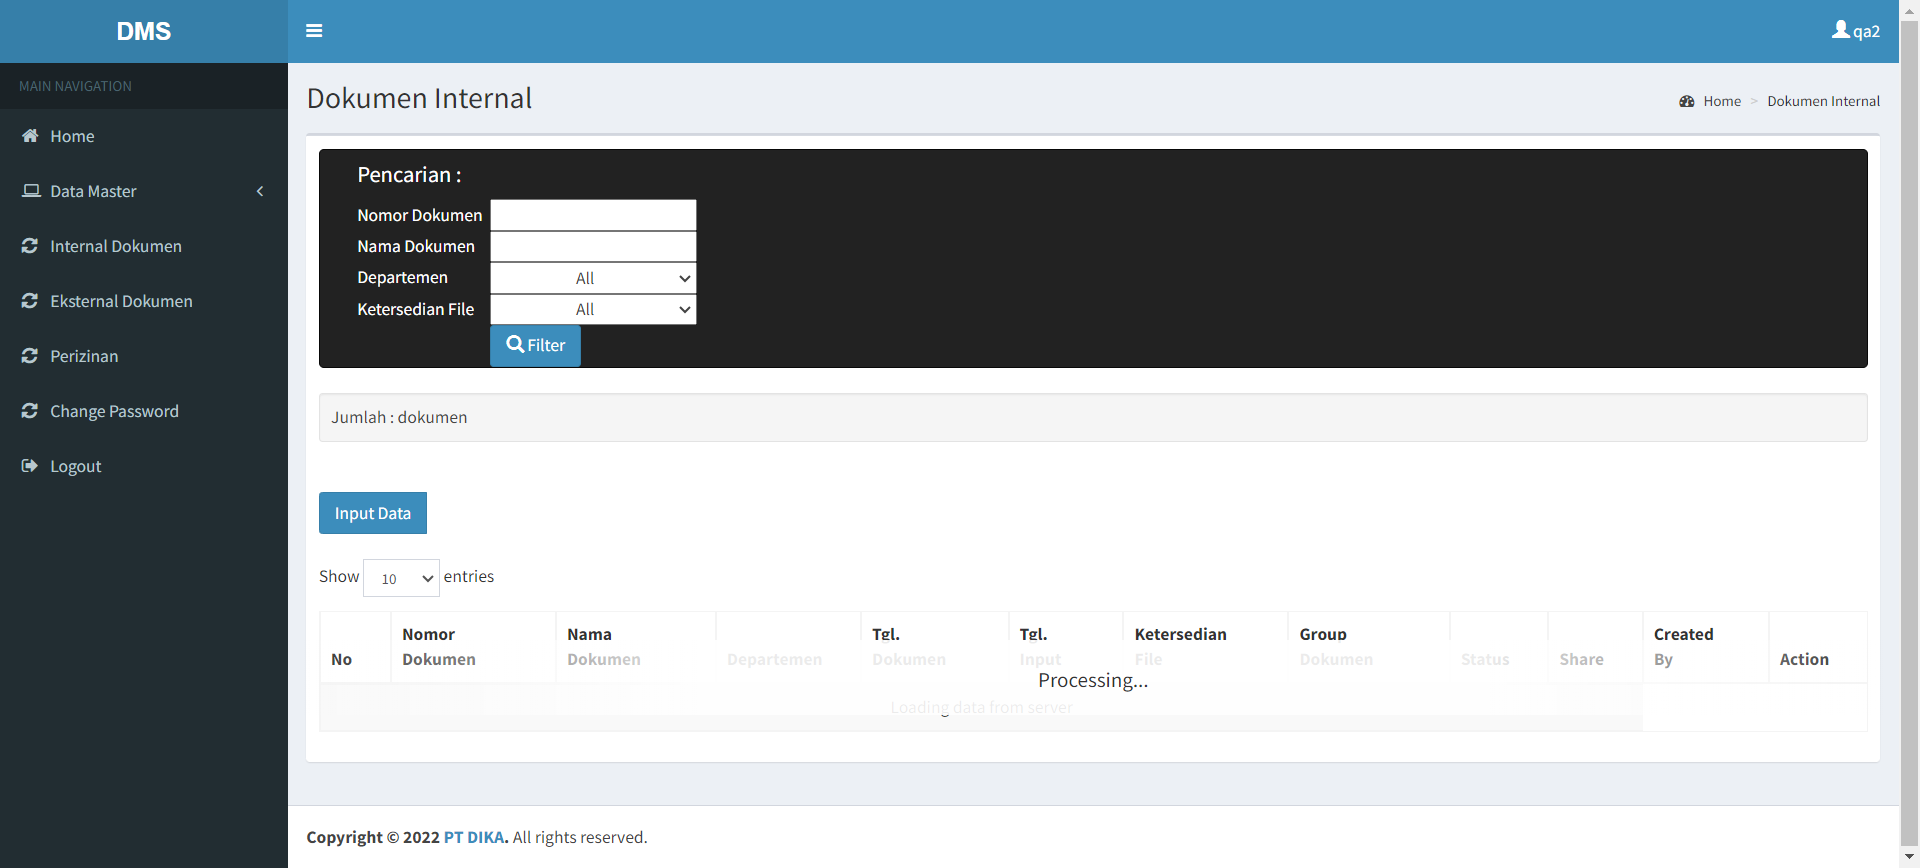 DMS
qa2
MAIN NAVIGATION
Home
Data Master
Internal Dokumen
Eksternal Dokumen
Perizinan
Change Password
Logout
Dokumen Internal
Home > Dokumen Internal
Pencarian :
Nomor Dokumen
Nama Dokumen
Departemen All
Ketersedian File All
Filter
Jumlah : dokumen
Input Data
Show 10 entries
No Nomor Dokumen Nama Dokumen Departemen Tgl. Dokumen Tgl. Input Ketersedian File Group Dokumen Status Share Created By Action
Processing...
Loading data from server
Copyright © 2022 PT DIKA. All rights reserved.